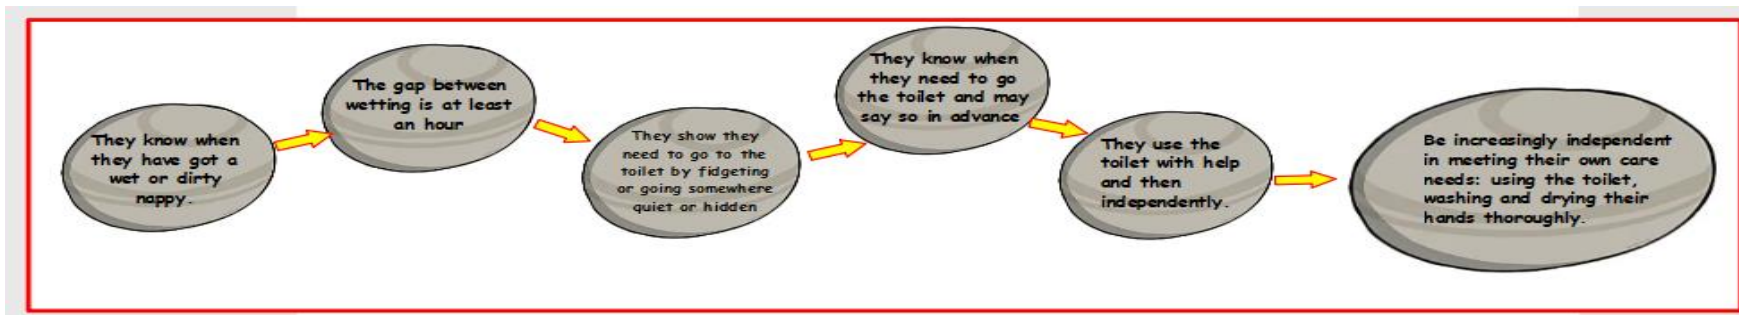 They know when
they have got a
wet or dirty
nappy.
The gap between
wetting is at least
an hour
They show they
need to go to the
toilet by fidgeting
or going somewhere
quiet or hidden
They know when
they need to go
the toilet and may
say so in advance
They use the
toilet with help
and then
independently.
Be increasingly independent
in meeting their own care
needs: using the toilet,
washing and drying their
hands thoroughly.